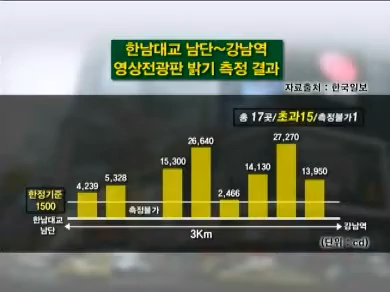 한남대교 남단~강남역
영상전광판 밝기 측정 결과
자료출처 : 한국일보
총 17곳/초과15/측정불가1
4,239
5,328
측정불가
15,300
26,640
2,466
14,130
27,270
13,950
한정기준
1500
한남대교
남단
3Km
강남역
(단위 : cd)